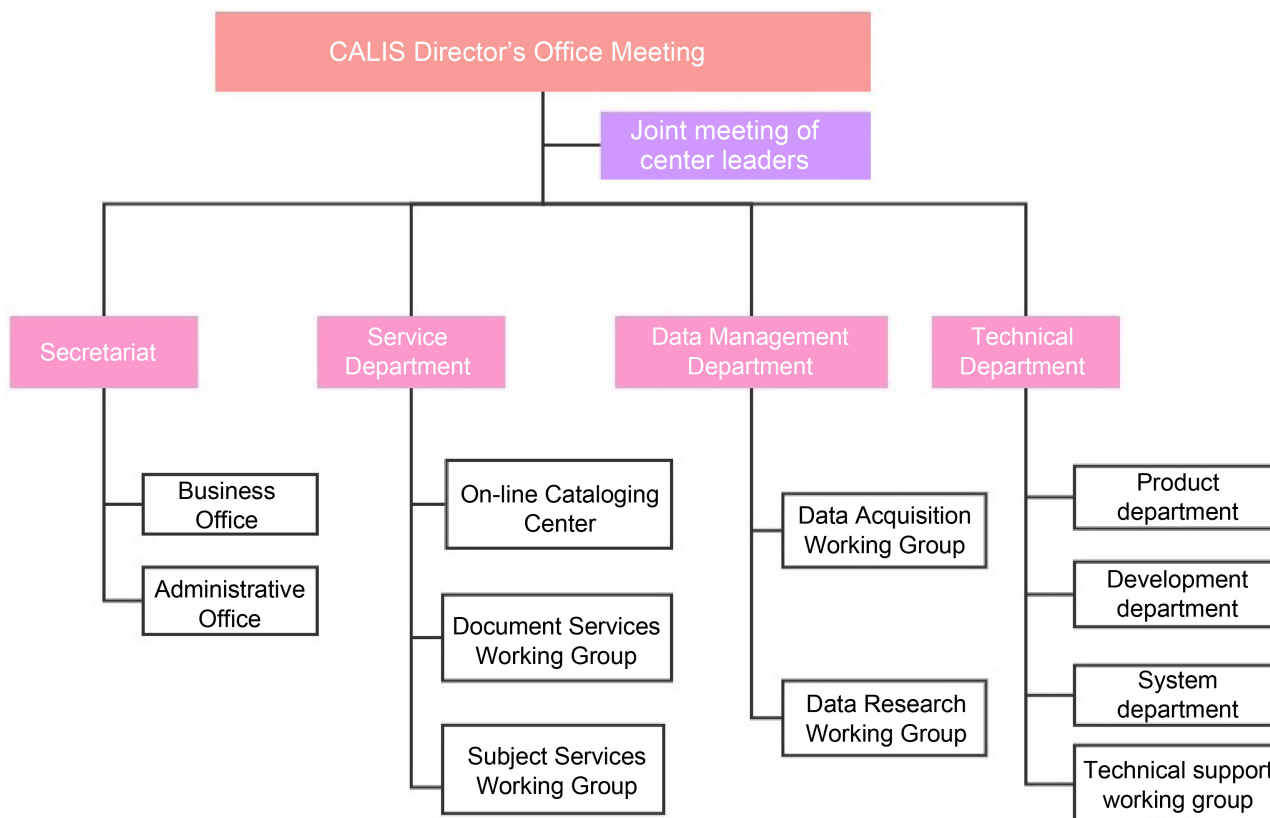 CALIS Director’s Office Meeting
Joint meeting of
center leaders
Secretariat
Service
Department
Data Management
Department
Technical
Department
Business
Office
Administrative
Office
On-line Cataloging
Center
Document Services
Working Group
Subject Services
Working Group
Data Acquisition
Working Group
Data Research
Working Group
Product
department
Development
department
System
department
Technical support
working group